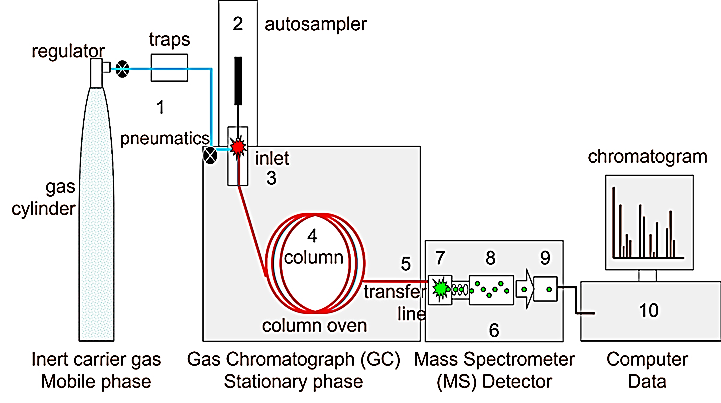 regulator
traps
2
autosampler
1
pneumatics
inlet
3
gas
cylinder
4
column
column oven
5
transfer
line
7
8
9
6
chromatogram
10
Inert carrier gas
Mobile phase
Gas Chromatograph (GC)
Stationary phase
Mass Spectrometer
(MS) Detector
Computer
Data